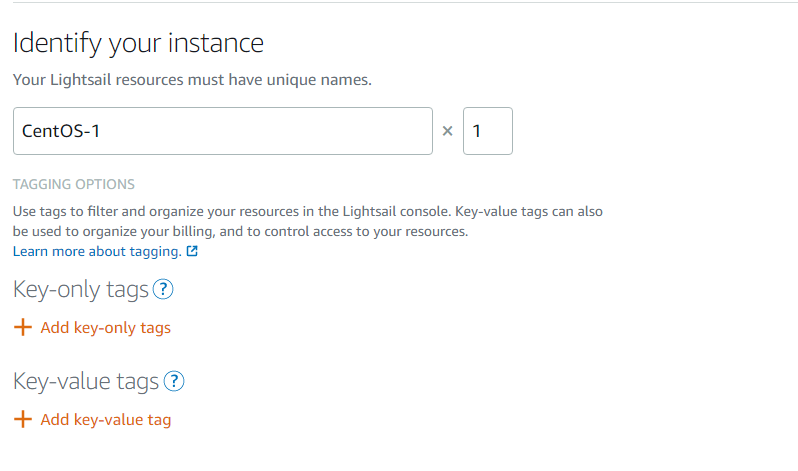 Identify your instance
Your Lightsail resources must have unique names.
CentOS-1 × 1
TAGGING OPTIONS
Use tags to filter and organize your resources in the Lightsail console. Key-value tags can also
be used to organize your billing, and to control access to your resources.
Learn more about tagging.
Key-only tags ?
+ Add key-only tags
Key-value tags ?
+ Add key-value tag